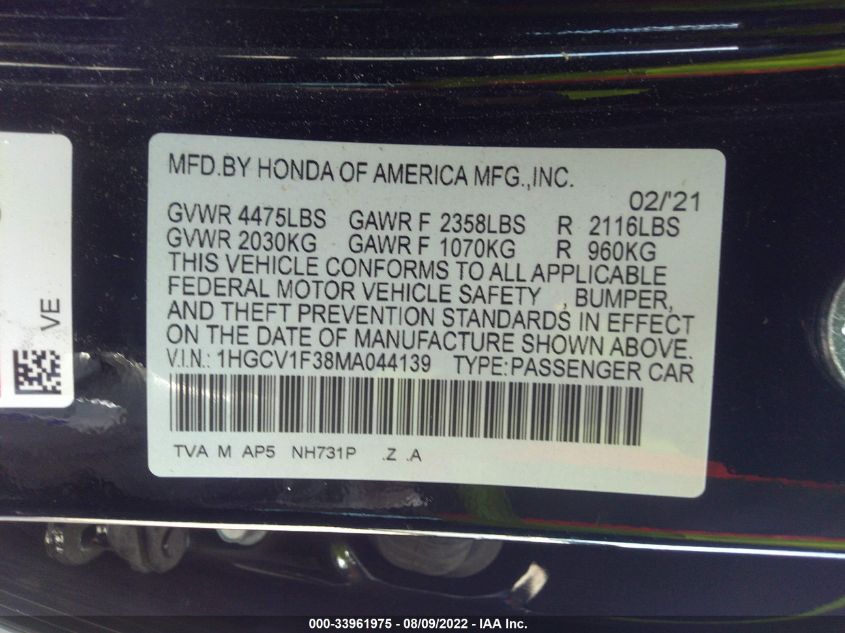 MFD.BY HONDA OF AMERICA MFG.,INC.
02/'21
GVWR 4475LBS GAWR F 2358LBS R 2116LBS
GVWR 2030KG GAWR F 1070KG R 960KG
THIS VEHICLE CONFORMS TO ALL APPLICABLE
FEDERAL MOTOR VEHICLE SAFETY , BUMPER,
AND THEFT PREVENTION STANDARDS IN EFFECT
ON THE DATE OF MANUFACTURE SHOWN ABOVE.
V.I.N.: 1HGCV1F38MA044139 TYPE:PASSENGER CAR
TVA M AP5 NH731P .Z .A
VE
000-33961975 - 08/09/2022 - IAA Inc.